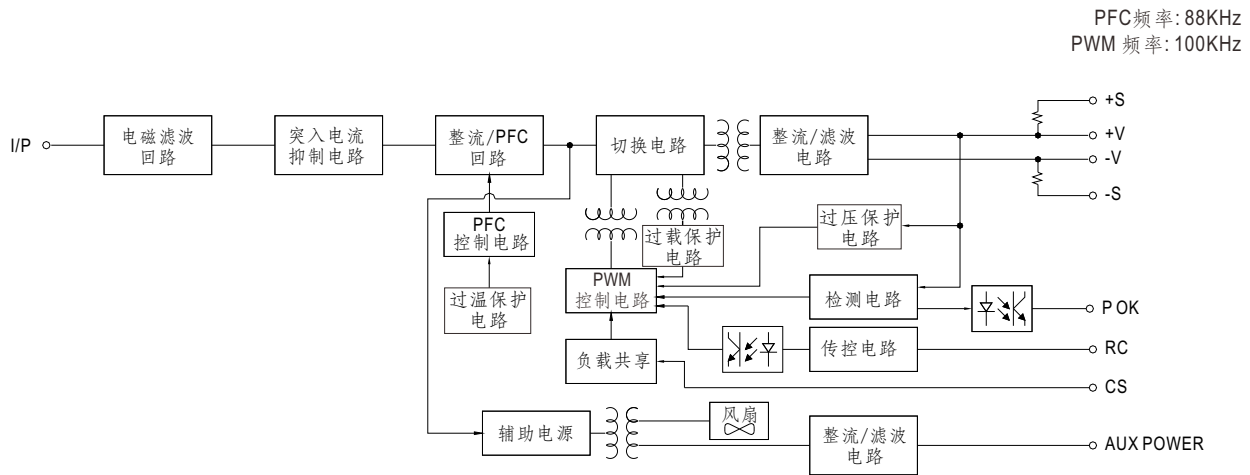 PFC频率: 88KHz
PWM 频率: 100KHz
I/P
电磁滤波
回路
突入电流
抑制电路
整流/PFC
回路
切换电路
整流/滤波
电路
+S
+V
-V
-S
PFC
控制电路
过载保护
电路
过压保护
电路
过温保护
电路
PWM
控制电路
检测电路
P OK
负载共享
传控电路
RC
CS
辅助电源
风扇
整流/滤波
电路
AUX POWER